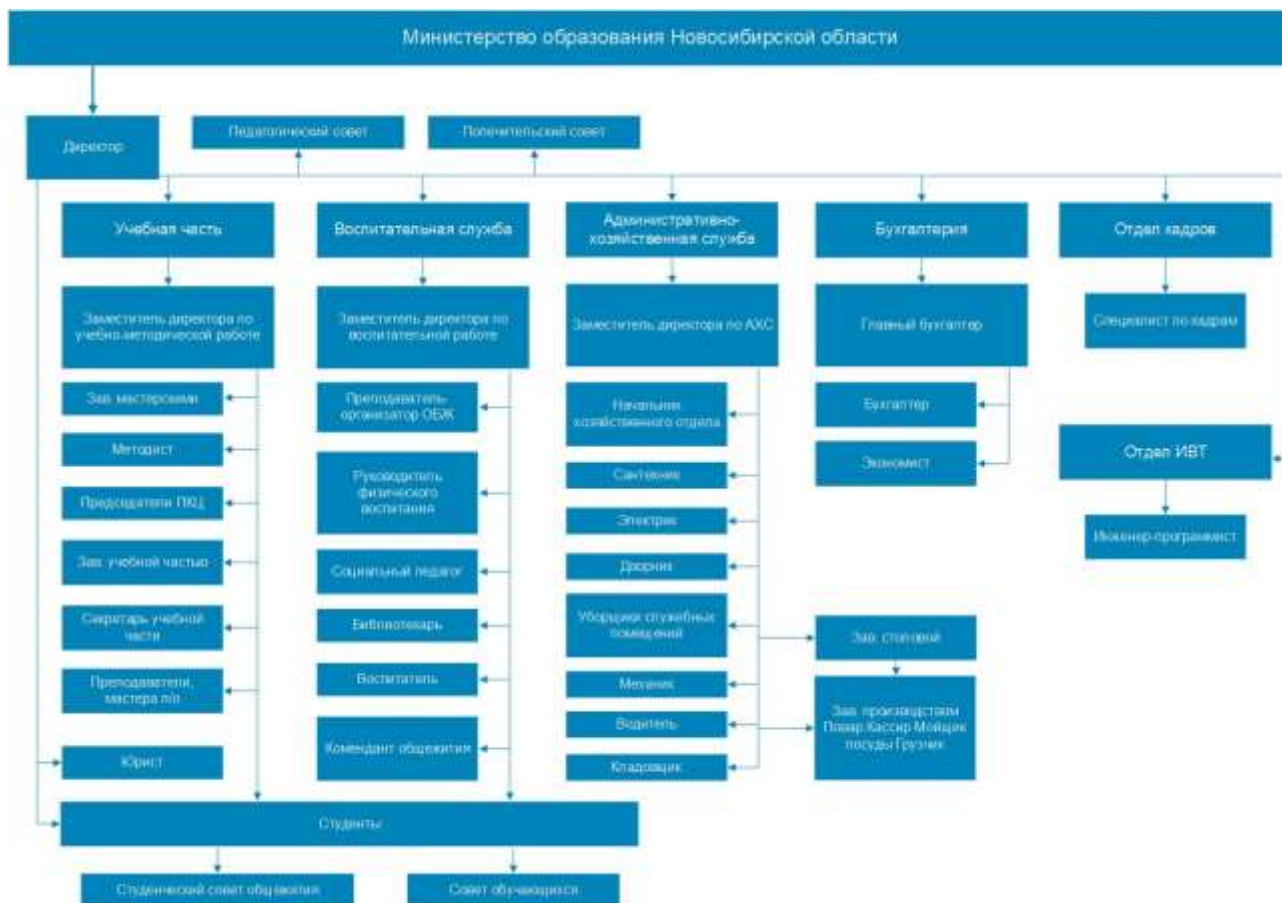 Министерство образования Новосибирской области
Директор
Педагогический совет
Попечительский совет
Учебная часть
Воспитательная служба
Административно-
хозяйственная служба
Бухгалтерия
Отдел кадров
Заместитель директора по
учебно-методической работе
Заместитель директора по
воспитательной работе
Заместитель директора по АХС
Главный бухгалтер
Специалист по кадрам
Зав. мастерскими
Методист
Председатели ПКЦ
Зав. учебной частью
Секретарь учебной
части
Преподаватели,
мастера п/о
Юрист
Преподаватель-
организатор ОБЖ
Руководитель
физического
воспитания
Социальный педагог
Библиотекарь
Воспитатель
Комендант общежития
Начальник
хозяйственного отдела
Сантехник
Электрик
Дворник
Уборщики служебных
помещений
Механик
Водитель
Кладовщик
Бухгалтер
Экономист
Зав. столовой
Зав. производством
Повар Кассир Мойщик
посуды Грузчик
Отдел ИВТ
Инженер-программист
Студенты
Студенческий совет общежития
Совет обучающихся